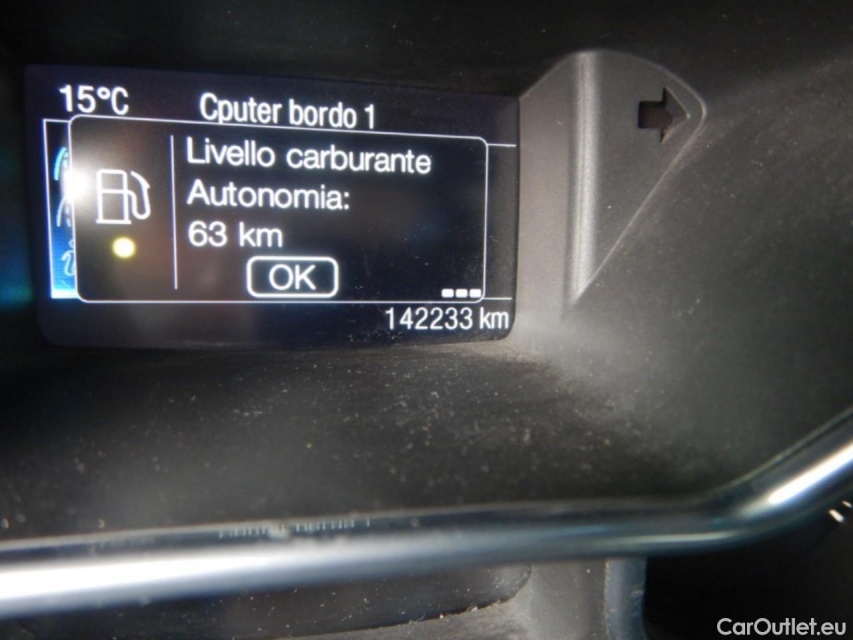 15°C
Cputer bordo 1
Livello carburante
Autonomia:
63 km
OK
142233 km
CarOutlet.eu